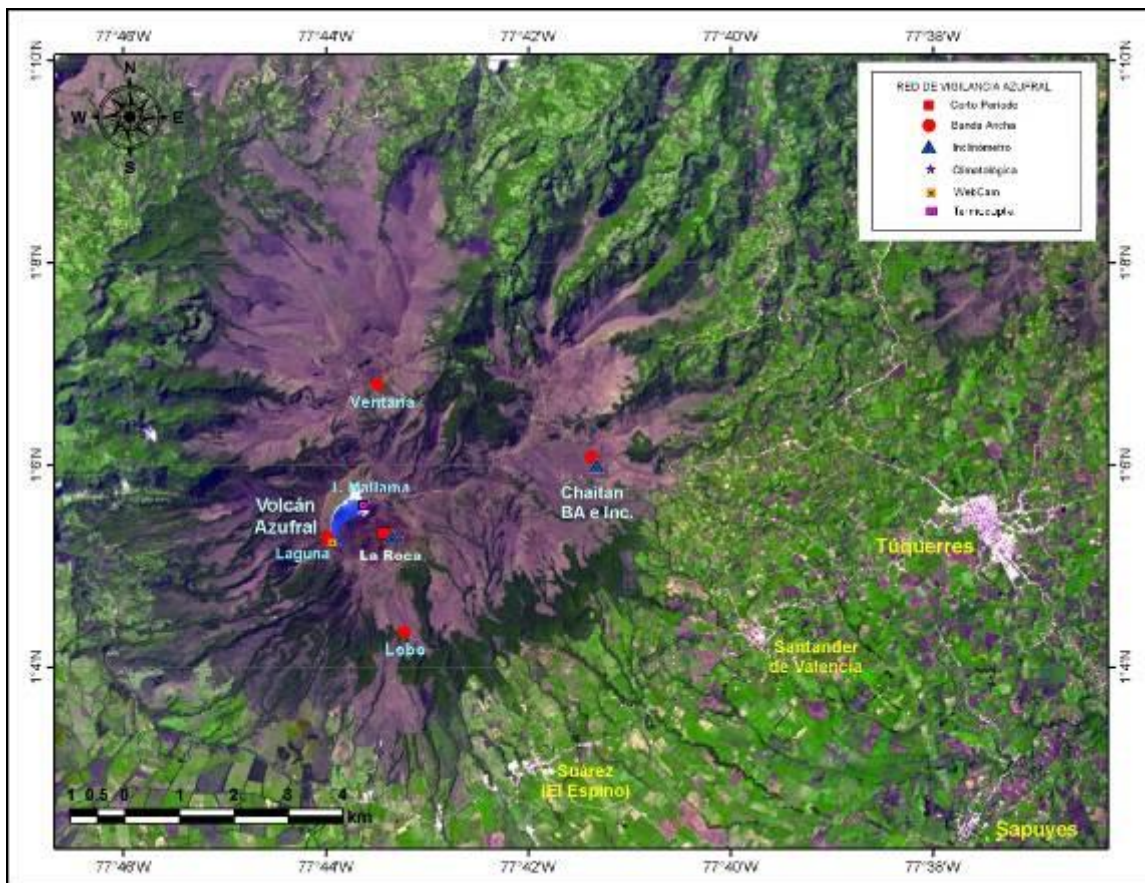 77°46'W 77°44'W 77°42'W 77°40'W 77°38'W
1°10'N 1°10'N
N
W E
S
RED DE VIGILANCIA AZUFRAL
Corto Periodo
Banda Ancha
Inclinómetro
Climatológica
WebCam
Termocupla
1°8'N 1°8'N
Ventana
1°6'N 1°6'N
J. Mallama
Chaitan
BA e Inc.
Volcán
Azufral
Laguna La Roca
Túquerres
Lobo
Santander
de Valencia
1°4'N 1°4'N
Suárez
(El Espino)
1 0.5 0 1 2 3 4
km
Sapuyes
77°46'W 77°44'W 77°42'W 77°40'W 77°38'W